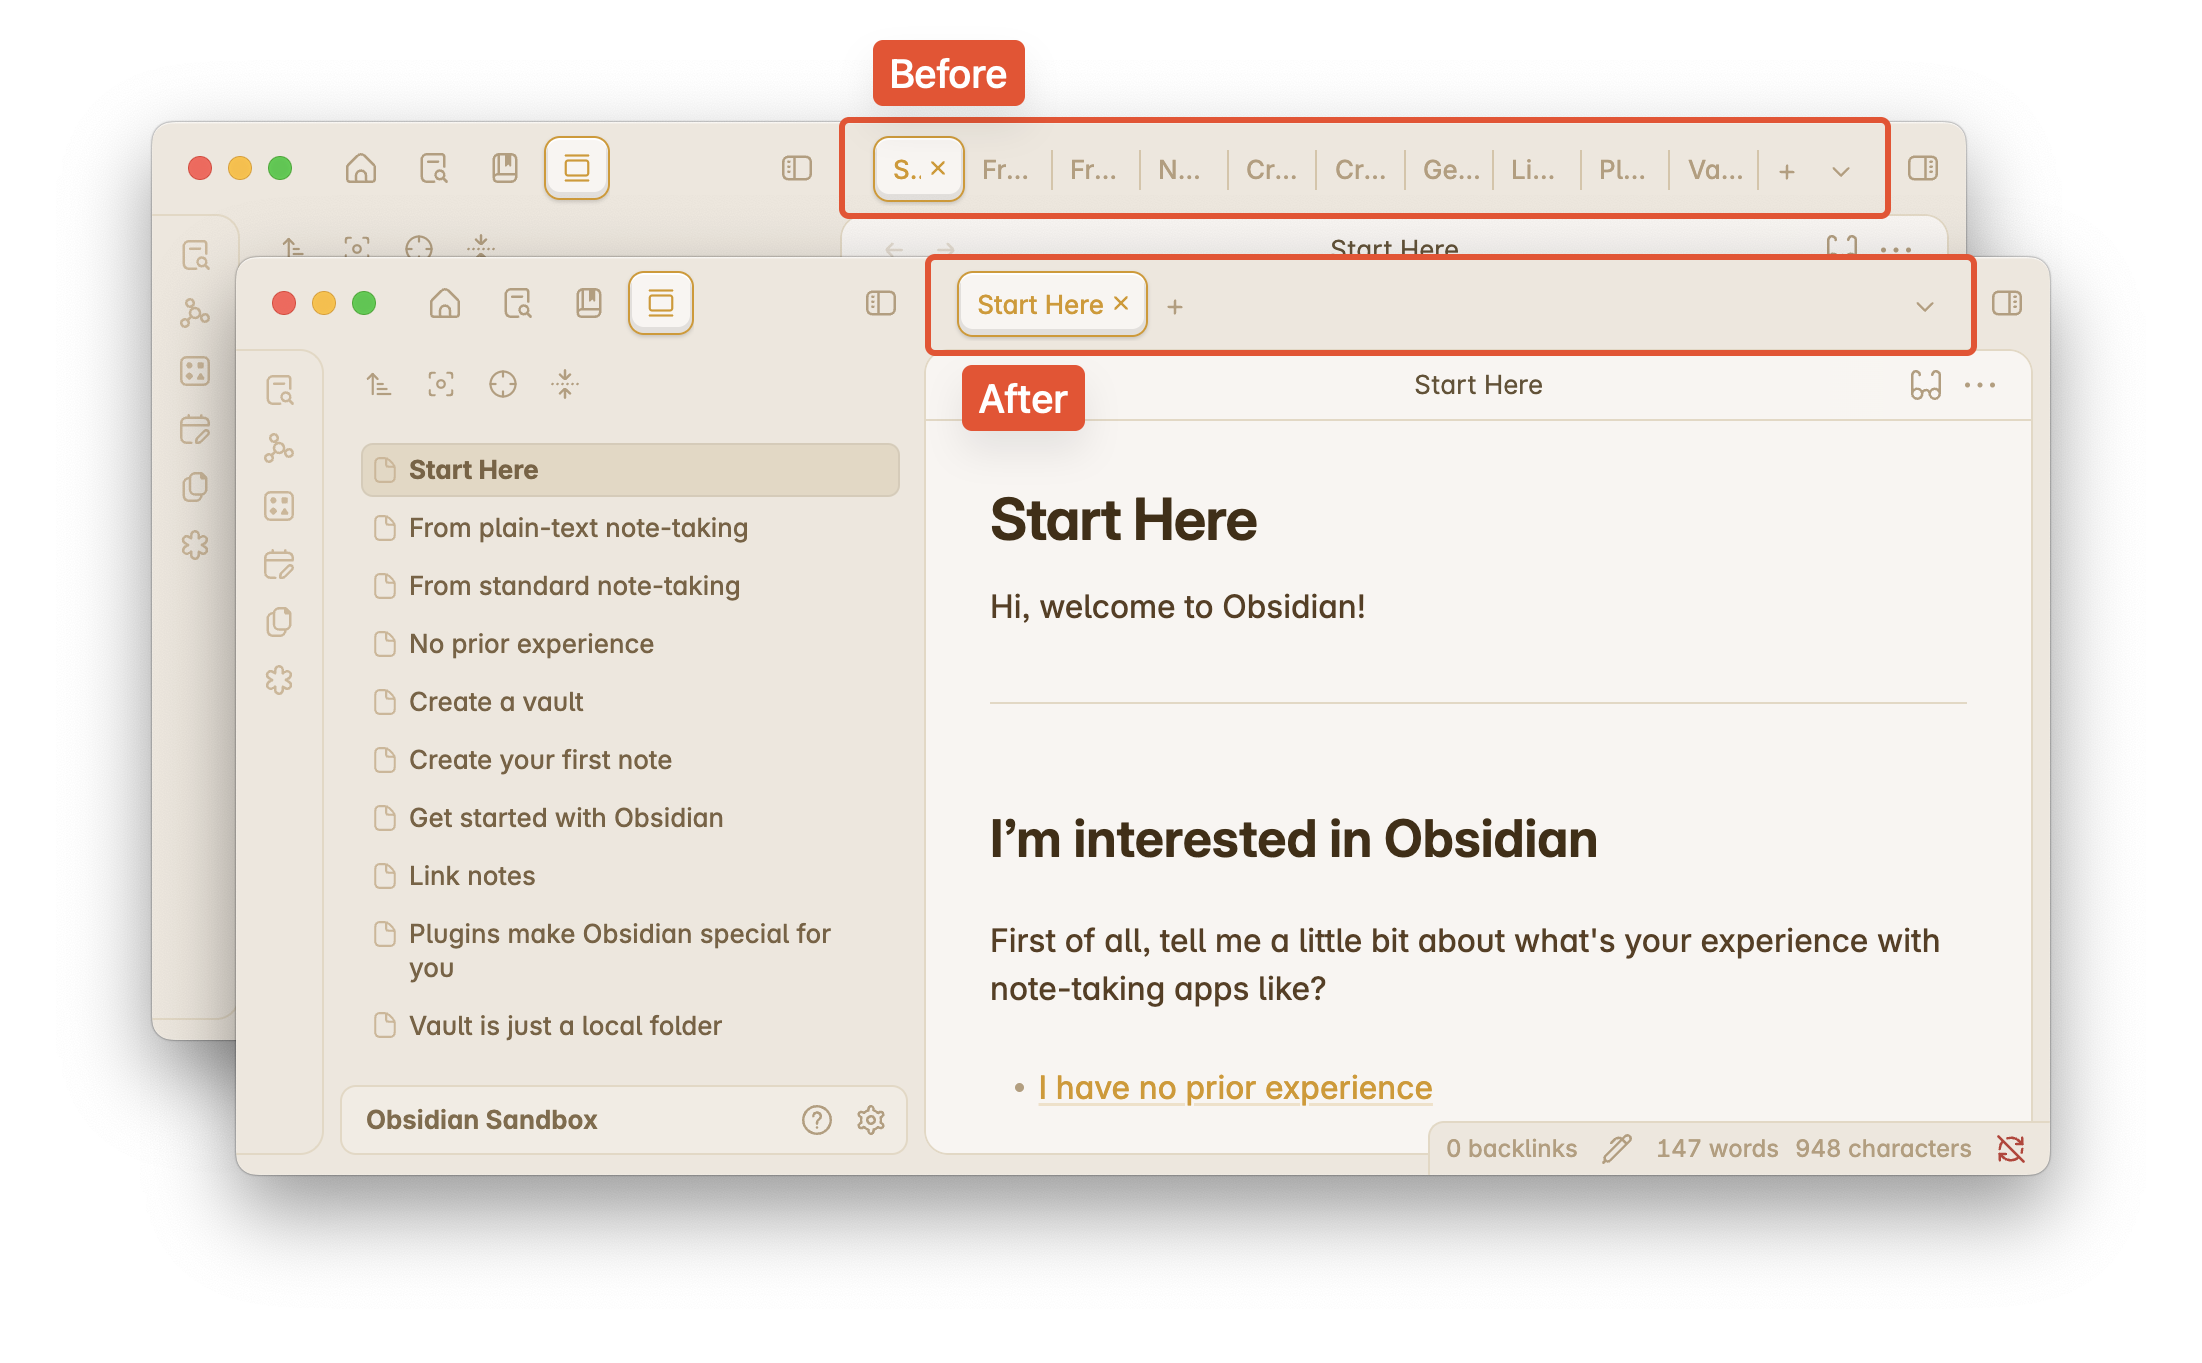 Before
S.. Fr... Fr... N... Cr... Cr... Ge... Li... Pl... Va...
Start Here
Start Here
After
Start Here
Start Here
From plain-text note-taking
From standard note-taking
No prior experience
Create a vault
Create your first note
Get started with Obsidian
Link notes
Plugins make Obsidian special for
you
Vault is just a local folder
Obsidian Sandbox
Start Here
Hi, welcome to Obsidian!
I’m interested in Obsidian
First of all, tell me a little bit about what's your experience with
note-taking apps like?
• I have no prior experience
0 backlinks 147 words 948 characters